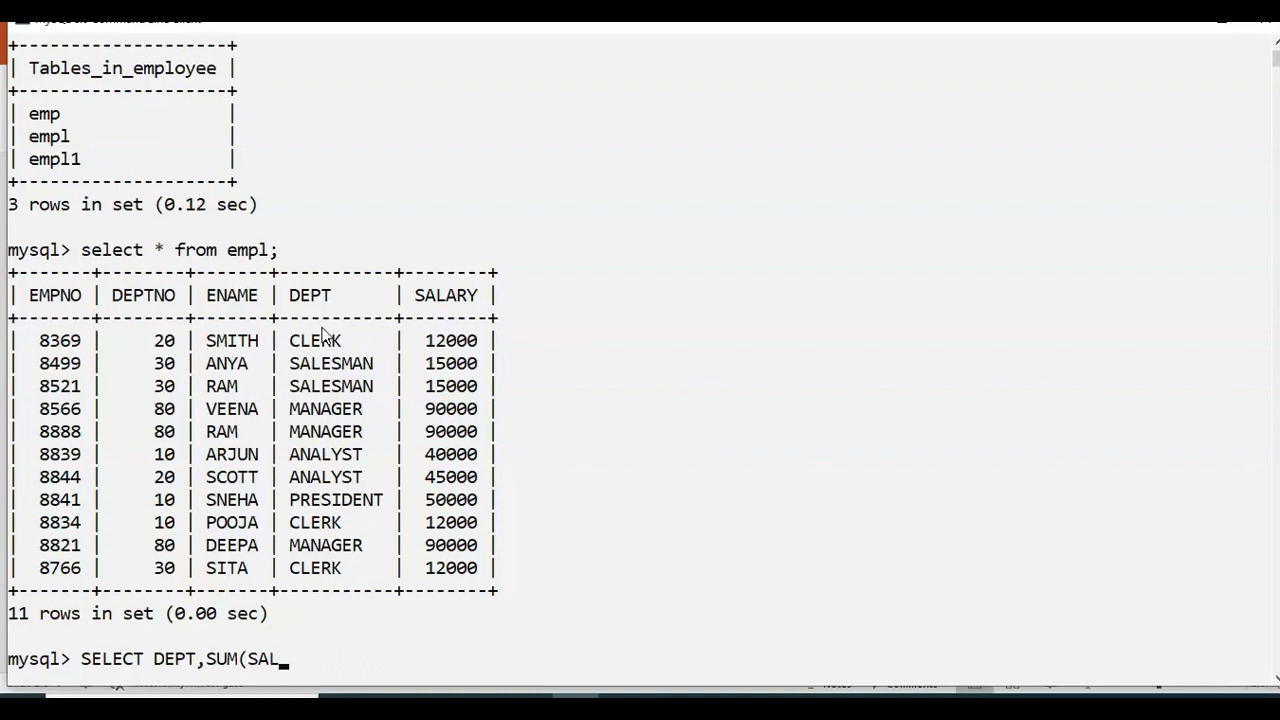 +---------------------+
| Tables_in_employee |
+---------------------+
| emp |
| empl |
| empl1 |
+---------------------+
3 rows in set (0.12 sec)
mysql> select * from empl;
+-------+--------+-------+-----------+--------+
| EMPNO | DEPTNO | ENAME | DEPT | SALARY |
+-------+--------+-------+-----------+--------+
| 8369 | 20 | SMITH | CLERK | 12000 |
| 8499 | 30 | ANYA | SALESMAN | 15000 |
| 8521 | 30 | RAM | SALESMAN | 15000 |
| 8566 | 80 | VEENA | MANAGER | 90000 |
| 8888 | 80 | RAM | MANAGER | 90000 |
| 8839 | 10 | ARJUN | ANALYST | 40000 |
| 8844 | 20 | SCOTT | ANALYST | 45000 |
| 8841 | 10 | SNEHA | PRESIDENT | 50000 |
| 8834 | 10 | POOJA | CLERK | 12000 |
| 8821 | 80 | DEEPA | MANAGER | 90000 |
| 8766 | 30 | SITA | CLERK | 12000 |
+-------+--------+-------+-----------+--------+
11 rows in set (0.00 sec)
mysql> SELECT DEPT,SUM(SAL_